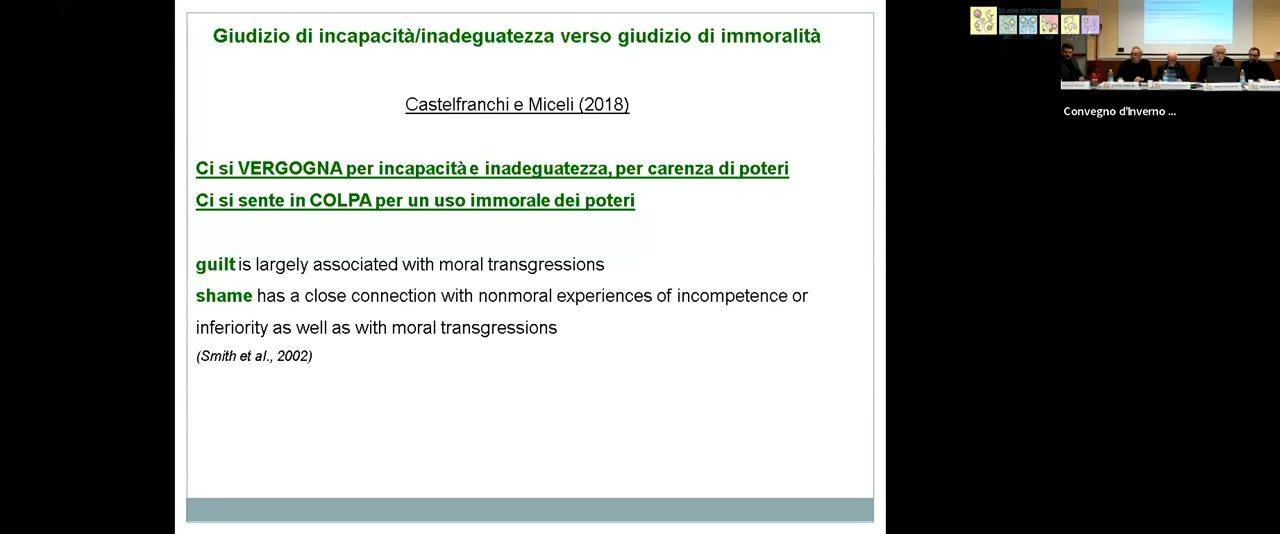 Giudizio di incapacità/inadeguatezza verso giudizio di immoralità
Castelfranchi e Miceli (2018)
Ci si VERGOGNA per incapacità e inadeguatezza, per carenza di poteri
Ci si sente in COLPA per un uso immorale dei poteri
guilt is largely associated with moral transgressions
shame has a close connection with nonmoral experiences of incompetence or
inferiority as well as with moral transgressions
(Smith et al., 2002)
Scuole di Psicoterapia
Convegno d'Inverno ...